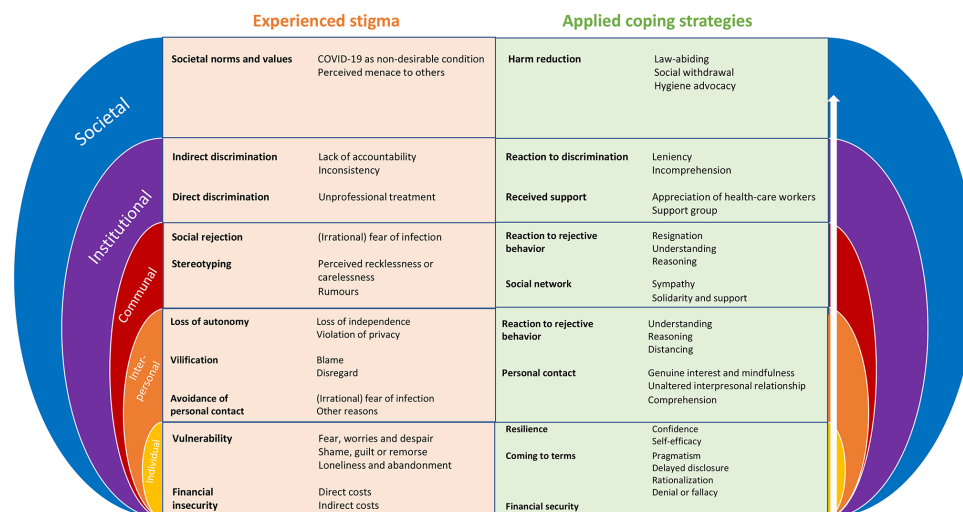 Experienced stigma
Applied coping strategies
Societal
Societal norms and values
COVID-19 as non-desirable condition
Perceived menace to others
Harm reduction
Law-abiding
Social withdrawal
Hygiene advocacy
Institutional
Indirect discrimination
Lack of accountability
Inconsistency
Direct discrimination
Unprofessional treatment
Reaction to discrimination
Leniency
Incomprehension
Received support
Appreciation of health-care workers
Support group
Communal
Social rejection
(Irrational) fear of infection
Stereotyping
Perceived recklessness or
carelessness
Rumours
Reaction to rejective
behavior
Resignation
Understanding
Reasoning
Social network
Sympathy
Solidarity and support
Inter-
personal
Loss of autonomy
Loss of independence
Violation of privacy
Vilification
Blame
Disregard
Avoidance of
personal contact
(Irrational) fear of infection
Other reasons
Reaction to rejective
behavior
Understanding
Reasoning
Distancing
Personal contact
Genuine interest and mindfulness
Unaltered interpresonal relationship
Comprehension
Individual
Vulnerability
Fear, worries and despair
Shame, guilt or remorse
Loneliness and abandonment
Financial
insecurity
Direct costs
Indirect costs
Resilience
Confidence
Self-efficacy
Coming to terms
Pragmatism
Delayed disclosure
Rationalization
Denial or fallacy
Financial security